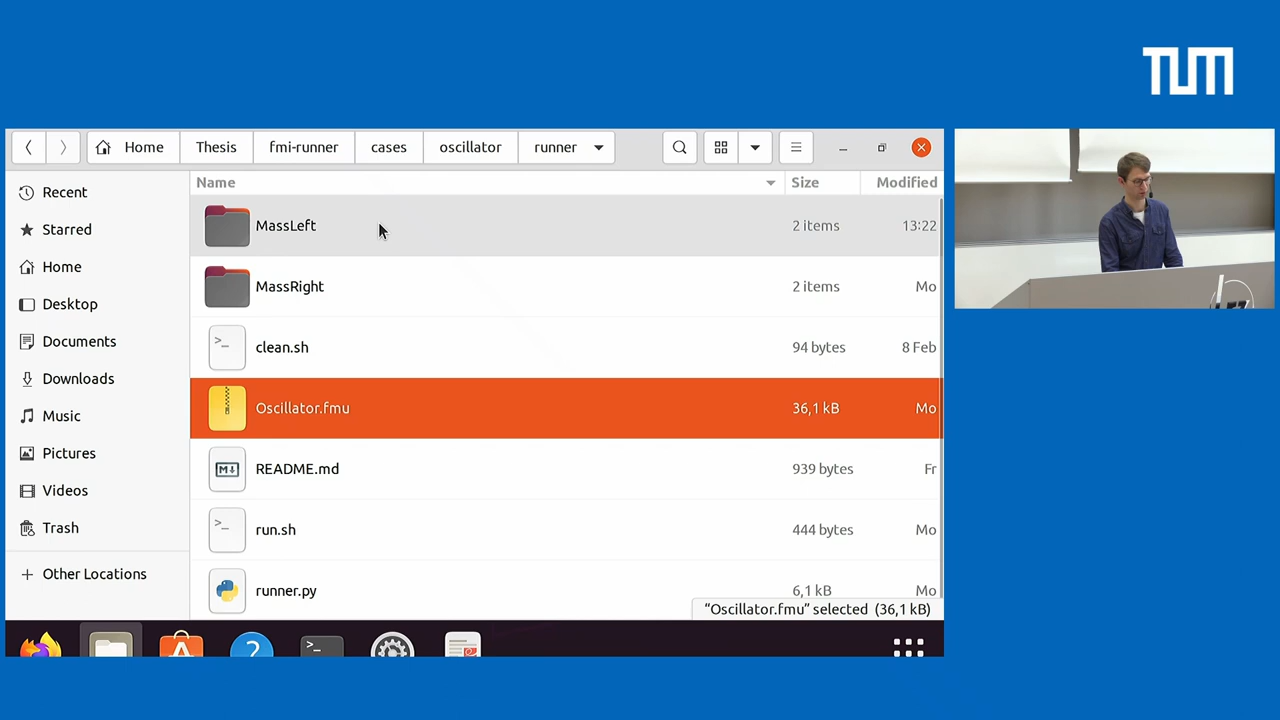 TUM
Home Thesis fmi-runner cases oscillator runner
Name Size Modified
Recent
Starred
Home
Desktop
Documents
Downloads
Music
Pictures
Videos
Trash
Other Locations
MassLeft 2 items 13:22
MassRight 2 items Mo
clean.sh 94 bytes 8 Feb
Oscillator.fmu 36,1 kB Mo
README.md 939 bytes Fr
run.sh 444 bytes Mo
runner.py 6,1 kB Mo
“Oscillator.fmu” selected (36,1 kB)